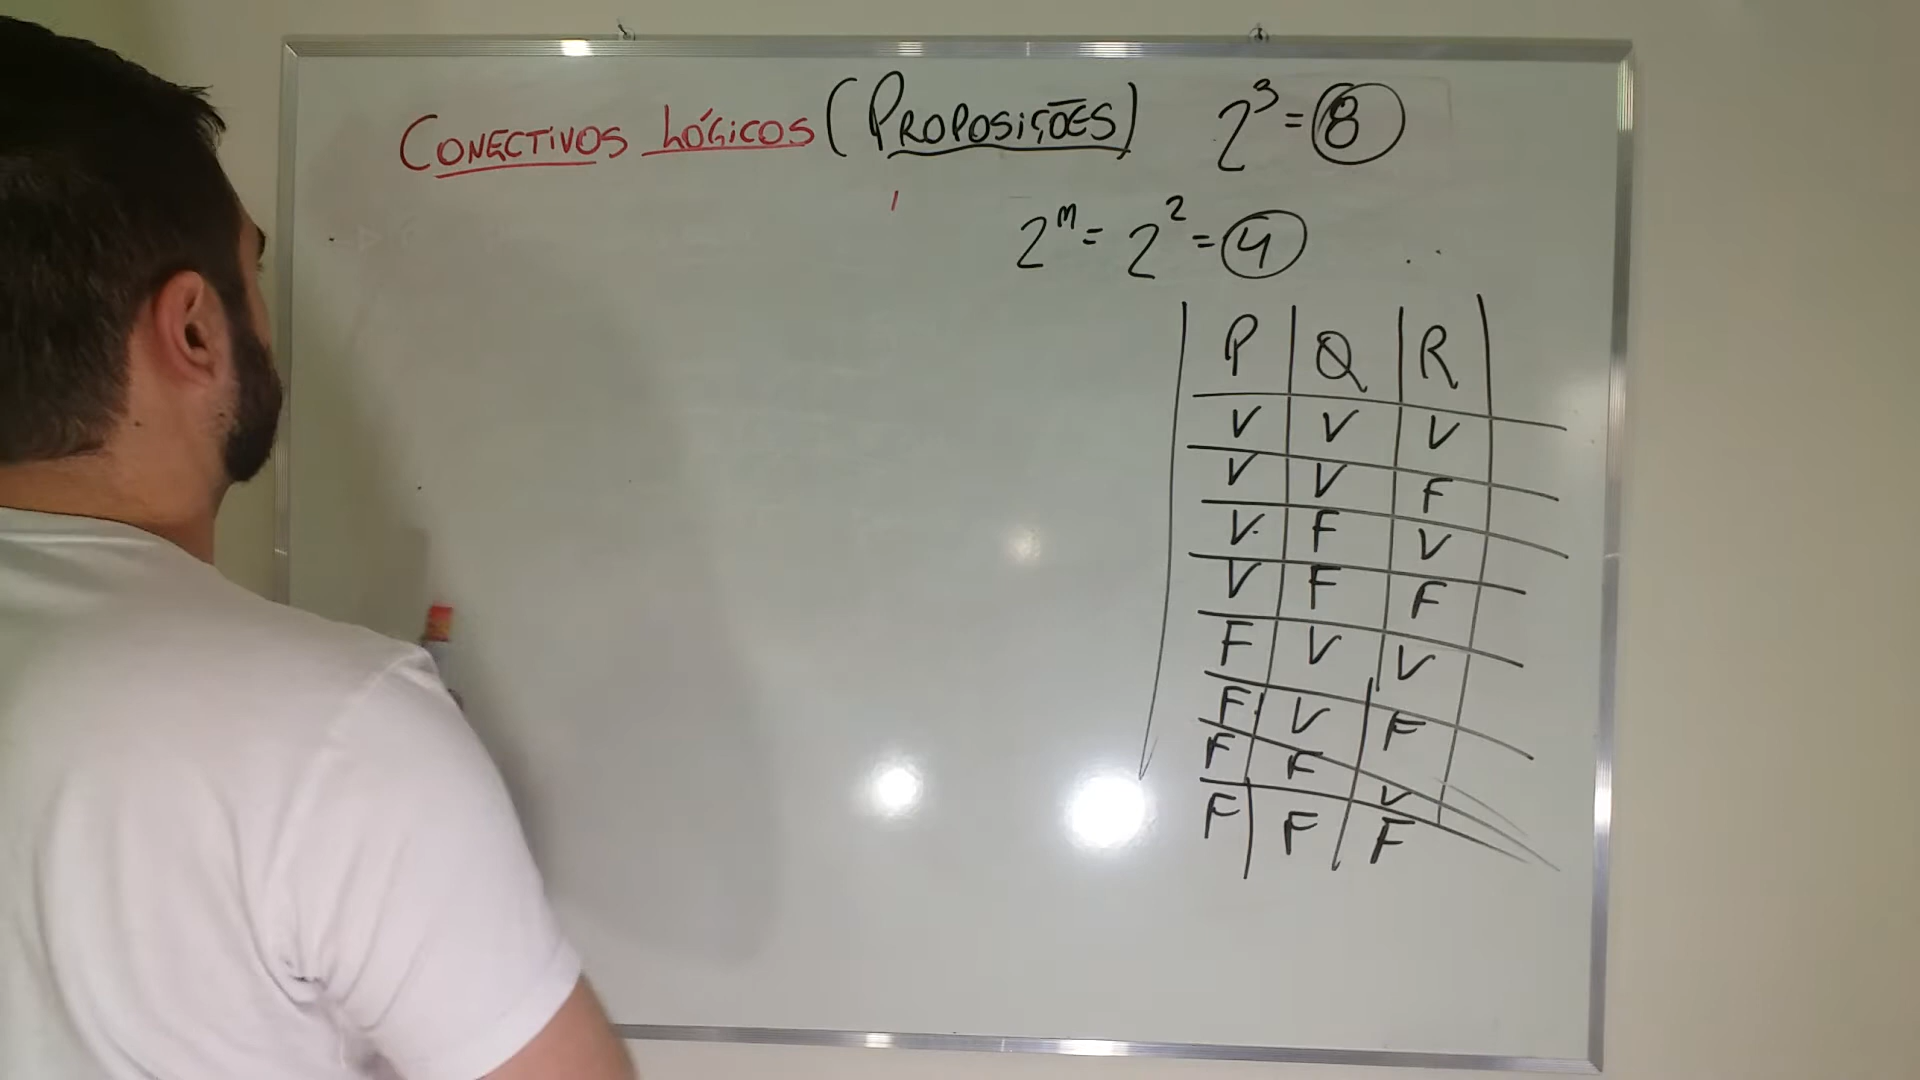 CONECTIVOS LÓGICOS (PROPOSIÇÕES) 2³ = 8
2ⁿ = 2² = 4
P Q R
V V V
V V F
V F V
V F F
F V V
F V F
F F V
F F F